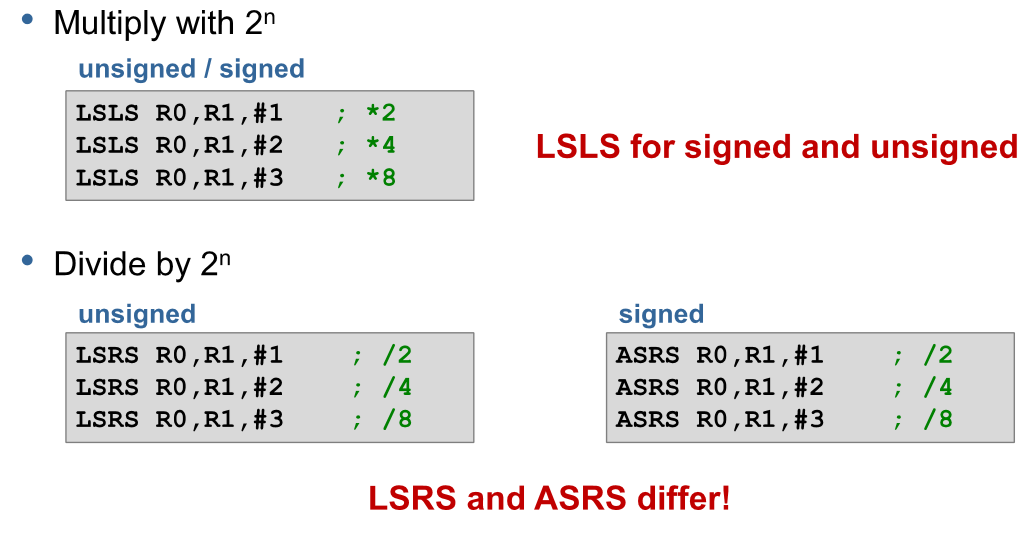 • Multiply with 2ⁿ
unsigned / signed
LSLS R0,R1,#1 ; *2
LSLS R0,R1,#2 ; *4
LSLS R0,R1,#3 ; *8
LSLS for signed and unsigned
• Divide by 2ⁿ
unsigned
LSRS R0,R1,#1 ; /2
LSRS R0,R1,#2 ; /4
LSRS R0,R1,#3 ; /8
signed
ASRS R0,R1,#1 ; /2
ASRS R0,R1,#2 ; /4
ASRS R0,R1,#3 ; /8
LSRS and ASRS differ!